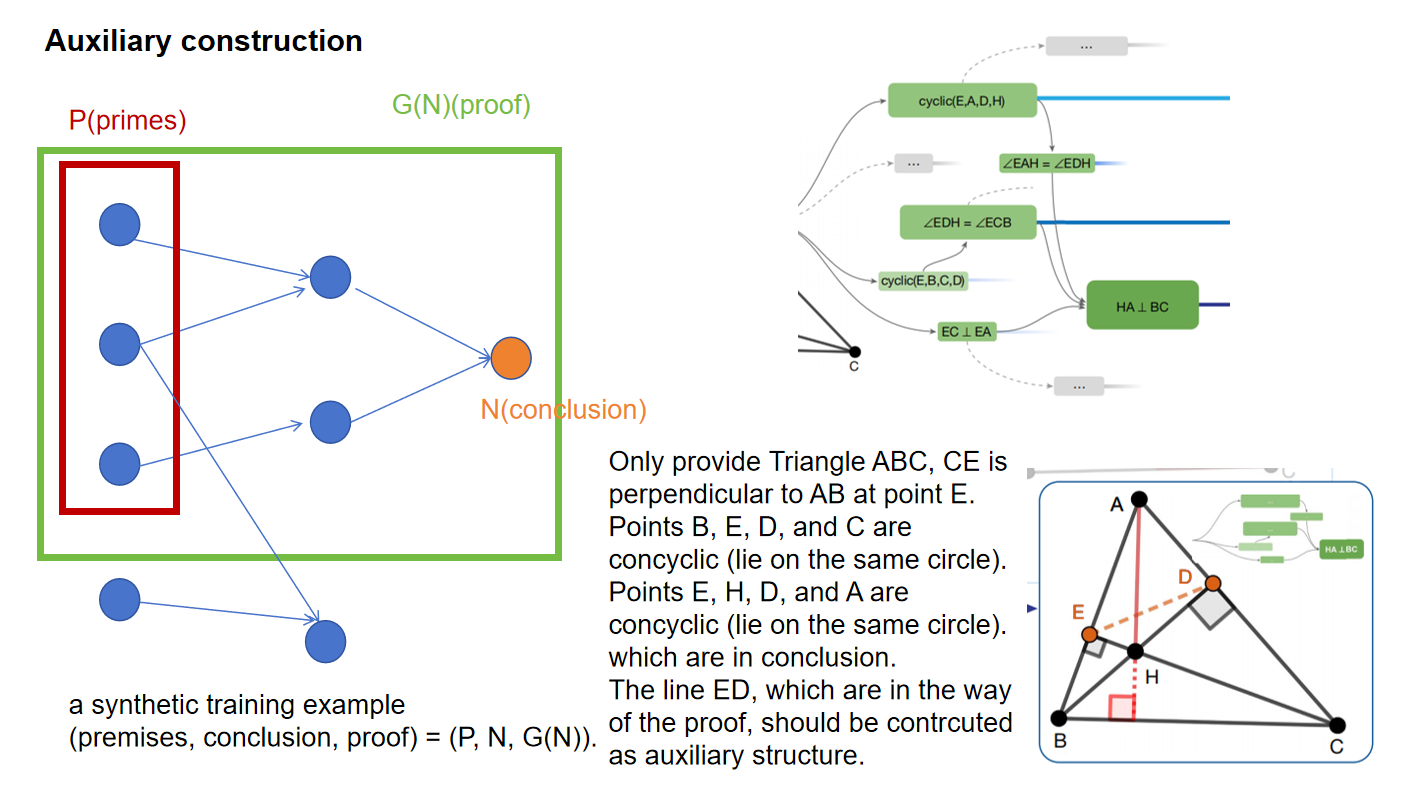 Auxiliary construction
P(primes)
G(N)(proof)
N(conclusion)
a synthetic training example
(premises, conclusion, proof) = (P, N, G(N)).
...
cyclic(E,A,D,H)
...
∠EAH = ∠EDH
∠EDH = ∠ECB
cyclic(E,B,C,D)
HA ⊥ BC
EC ⊥ EA
C
...
Only provide Triangle ABC, CE is
perpendicular to AB at point E.
Points B, E, D, and C are
concyclic (lie on the same circle).
Points E, H, D, and A are
concyclic (lie on the same circle).
which are in conclusion.
The line ED, which are in the way
of the proof, should be contrcuted
as auxiliary structure.
C
A
HA ⊥ BC
D
E
H
B
C